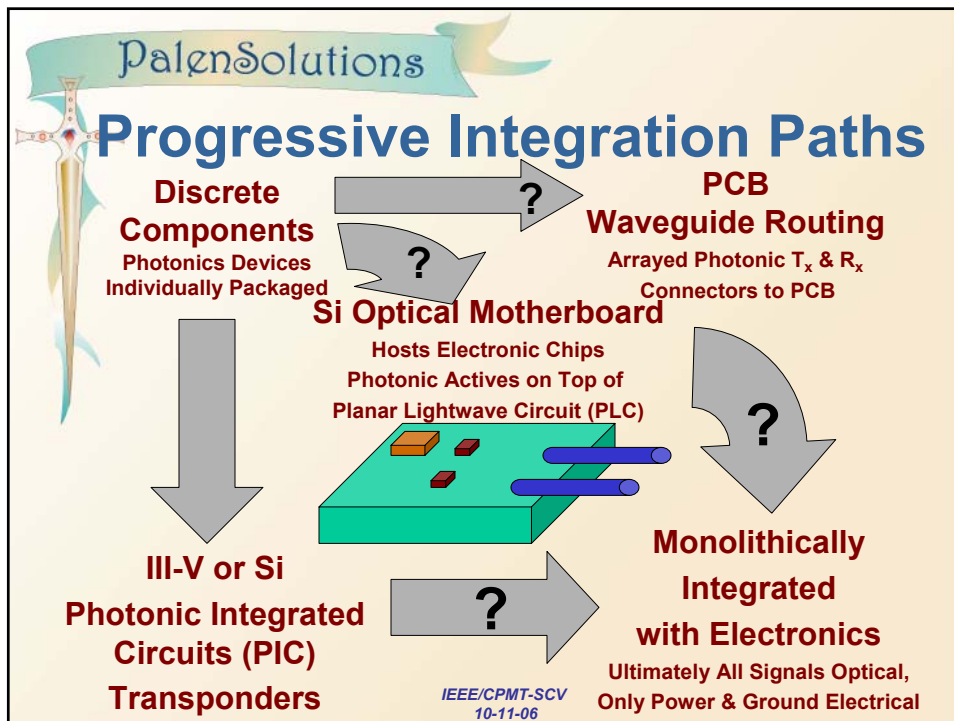 PalenSolutions
Progressive Integration Paths
Discrete
Components
Photonics Devices
Individually Packaged
?
PCB
Waveguide Routing
Arrayed Photonic Tx & Rx
Connectors to PCB
?
Si Optical Motherboard
Hosts Electronic Chips
Photonic Actives on Top of
Planar Lightwave Circuit (PLC)
?
III-V or Si
Photonic Integrated
Circuits (PIC)
Transponders
?
Monolithically
Integrated
with Electronics
Ultimately All Signals Optical,
Only Power & Ground Electrical
IEEE/CPMT-SCV
10-11-06